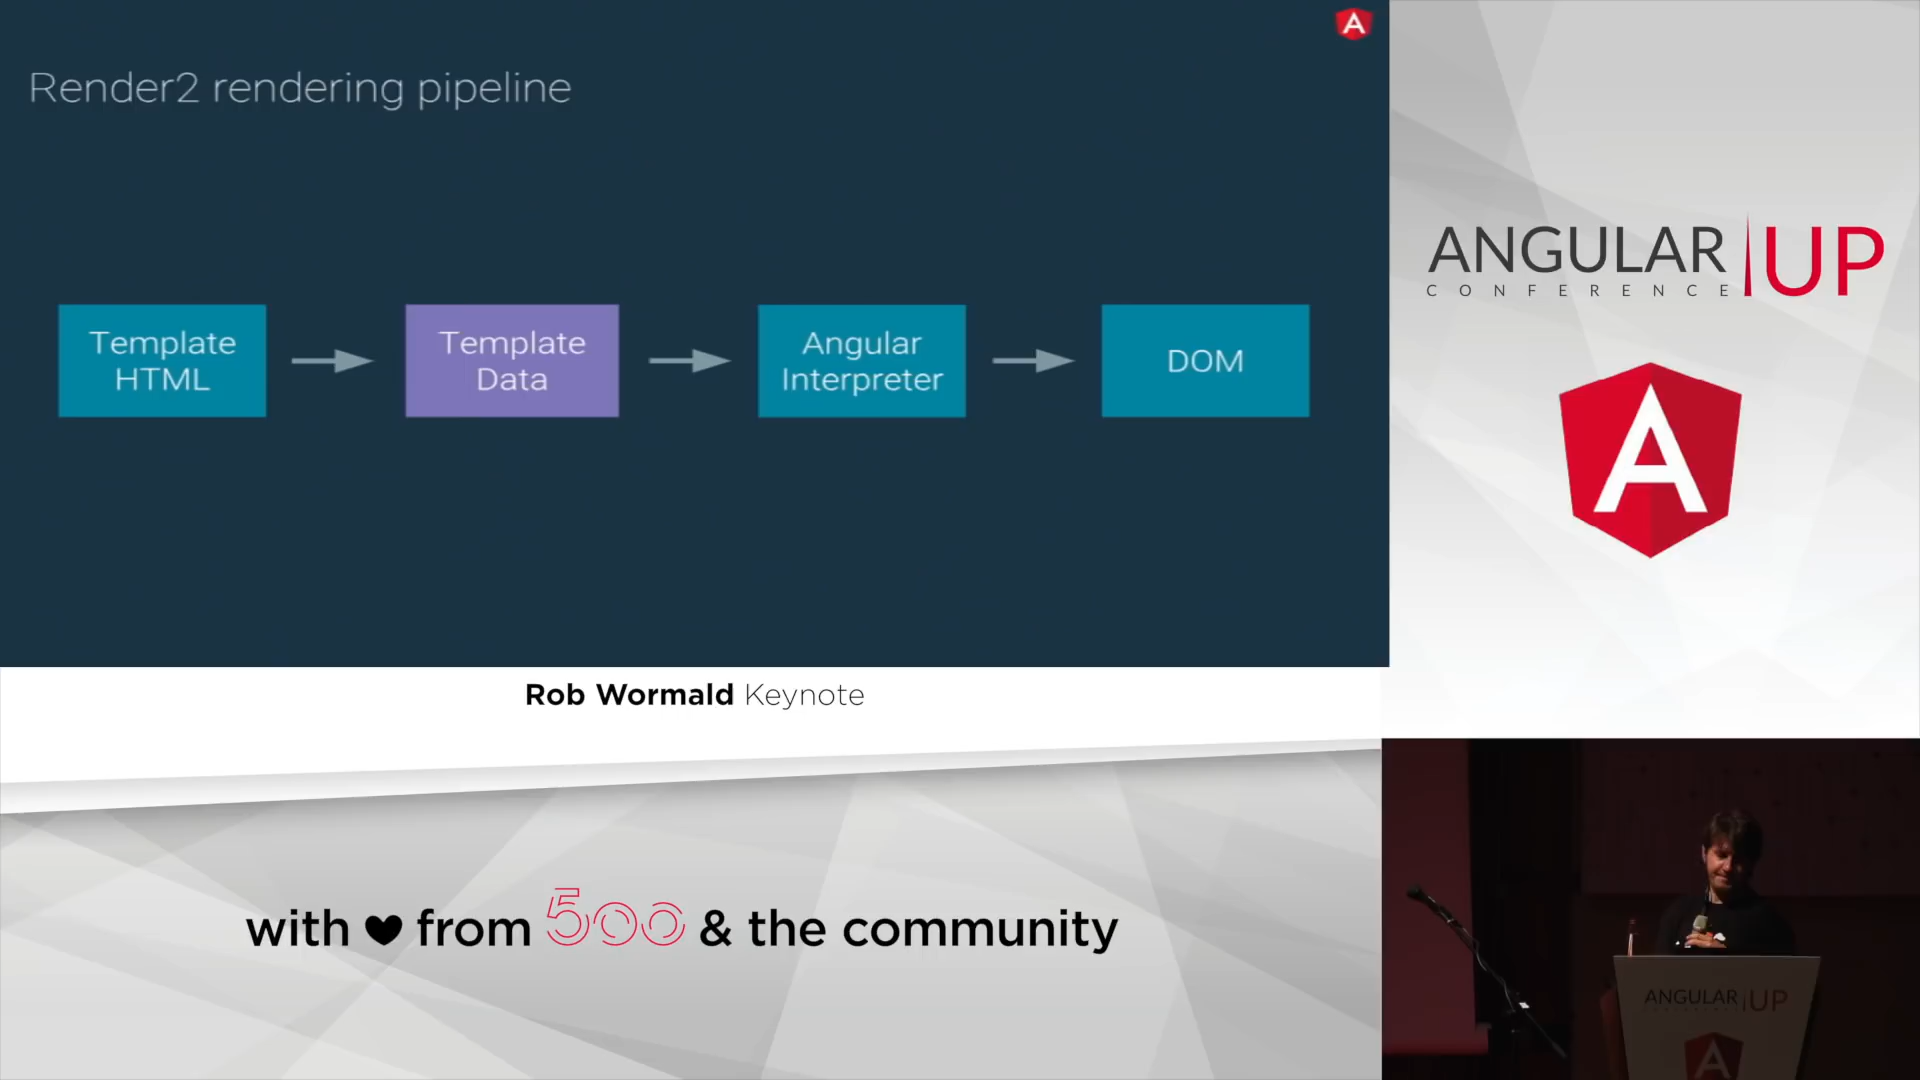 Render2 rendering pipeline
Template
HTML
Template
Data
Angular
Interpreter
DOM
Rob Wormald Keynote
with ♥ from 500 & the community
ANGULAR UP
CONFERENCE
ANGULAR UP